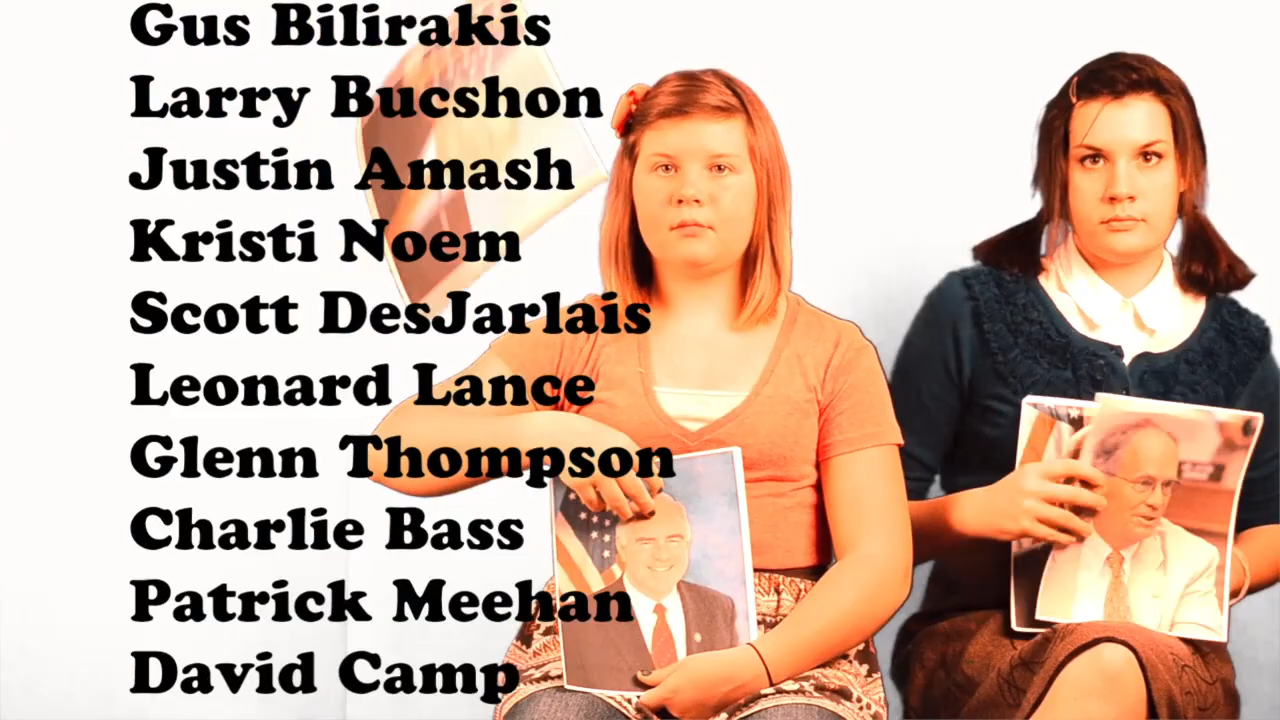 Gus Bilirakis
Larry Bucshon
Justin Amash
Kristi Noem
Scott DesJarlais
Leonard Lance
Glenn Thompson
Charlie Bass
Patrick Meehan
David Camp